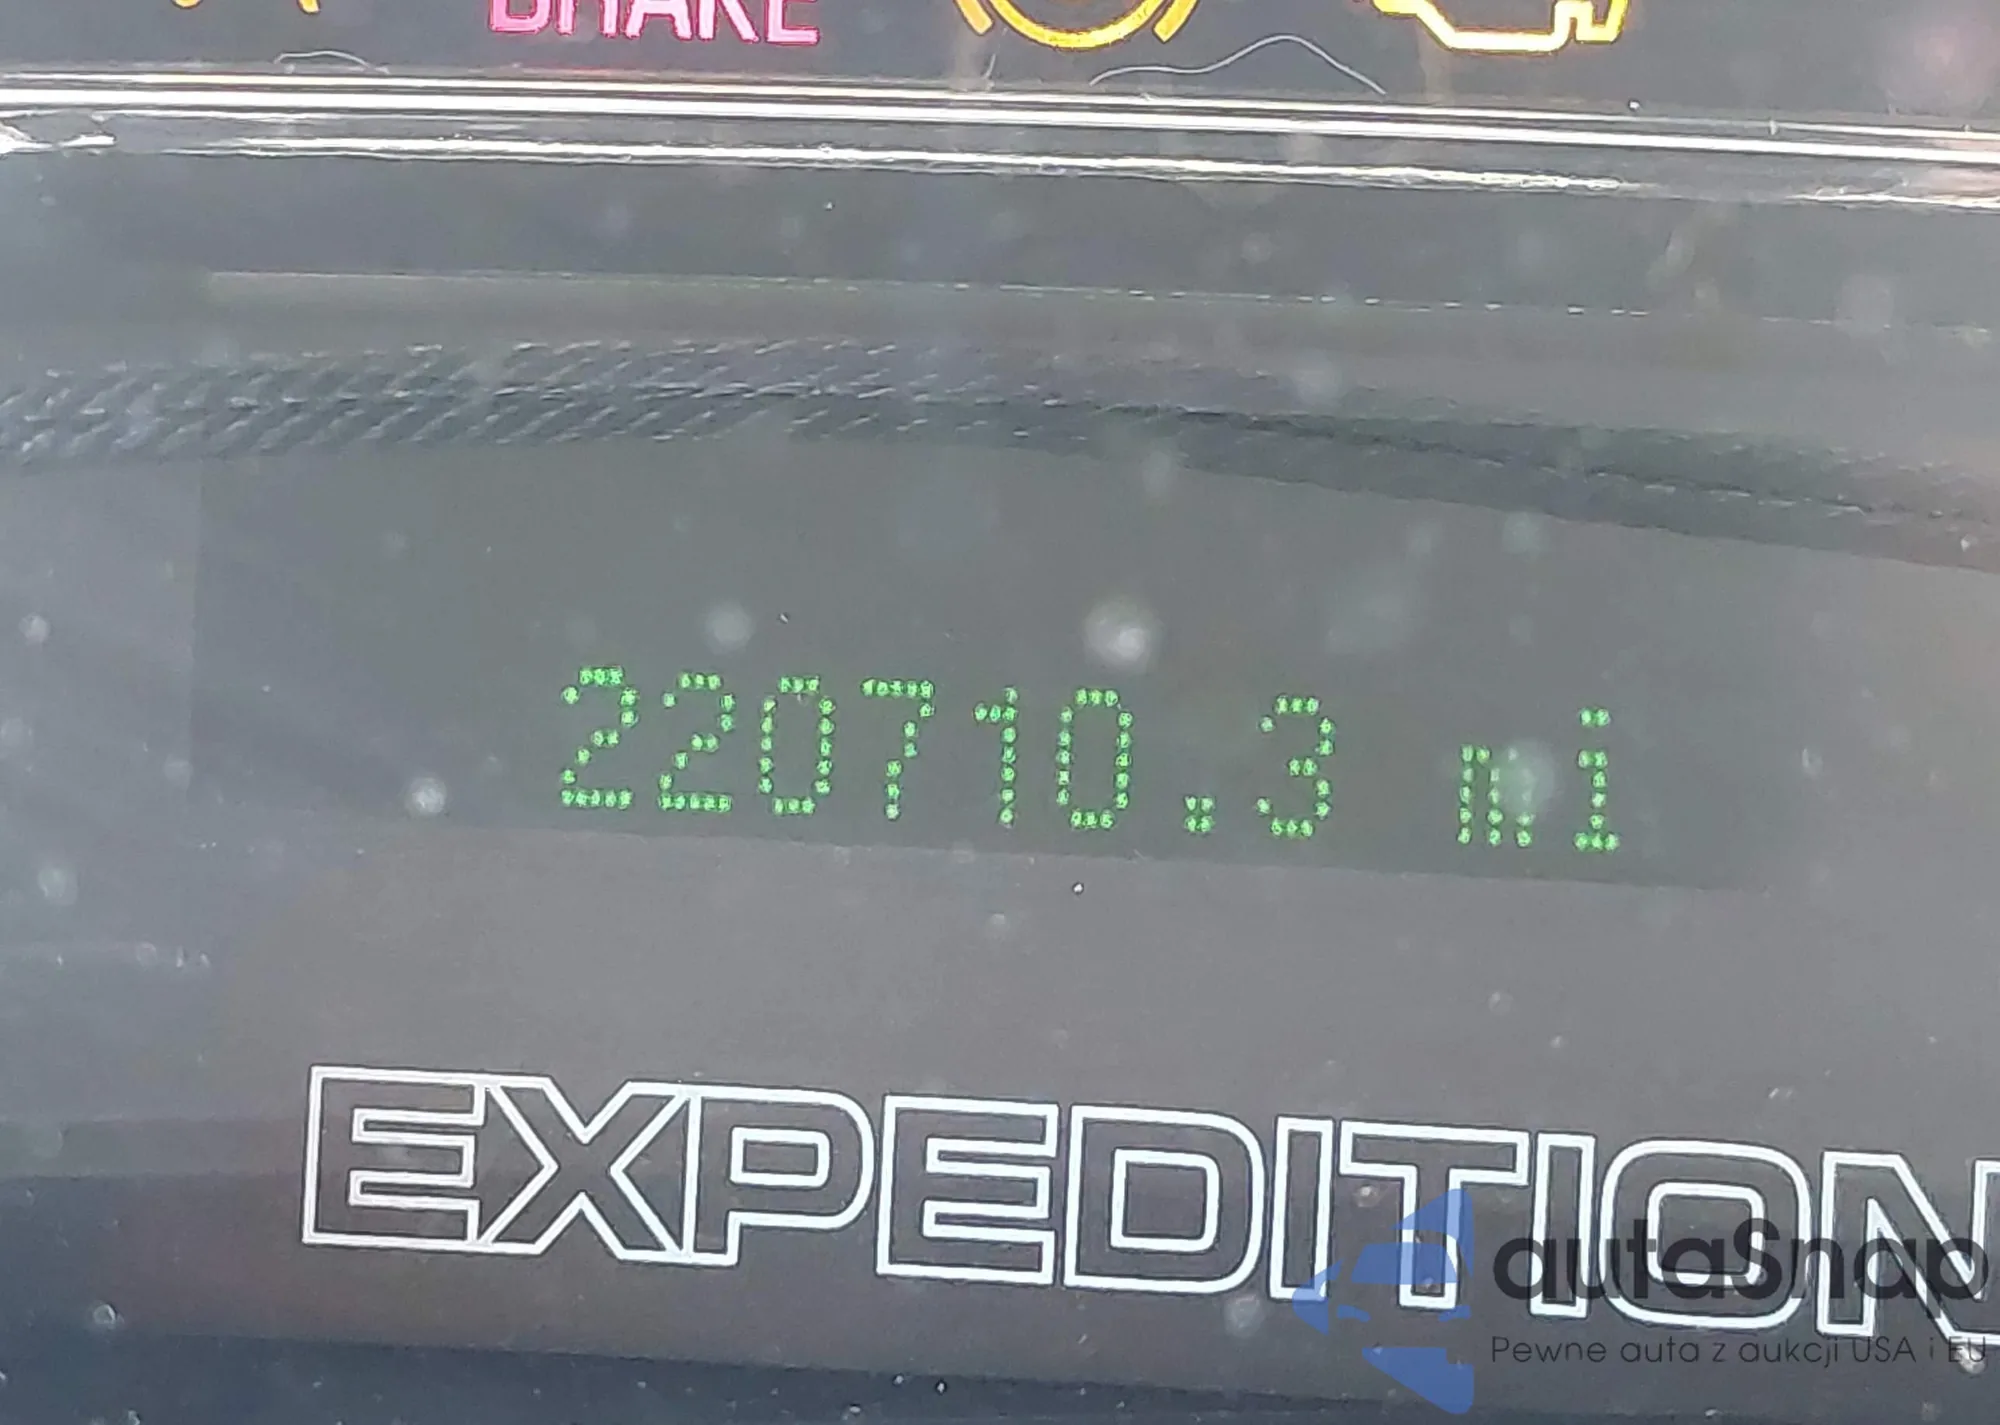 BRAKE
220710.3 mi
EXPEDITION
autaSnap
Pewne auta z aukcji USA i EU